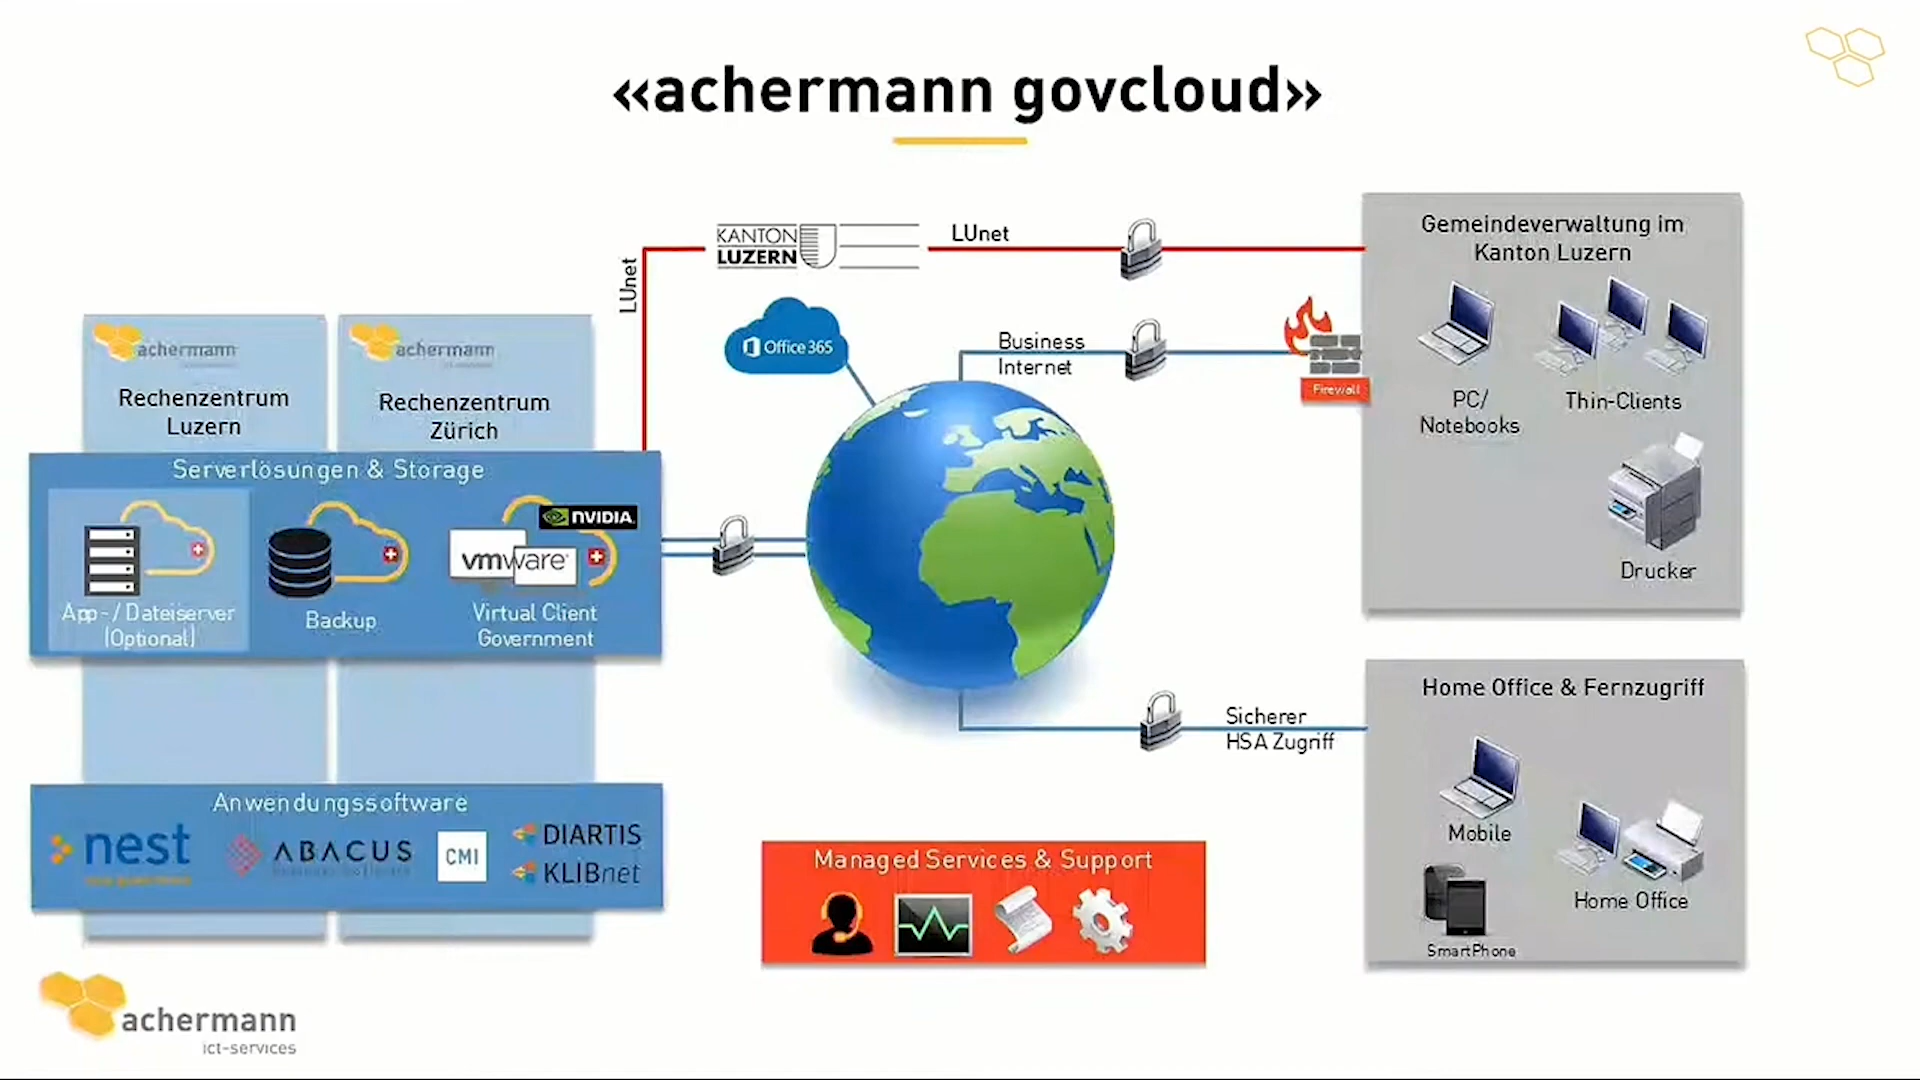 «achermann govcloud»
KANTON
LUZERN
LUnet
LUnet
Gemeindeverwaltung im
Kanton Luzern
Office 365
Business
Internet
Firewall
PC/
Notebooks
Thin-Clients
Drucker
achermann
Rechenzentrum
Luzern
achermann
Rechenzentrum
Zürich
Serverlösungen & Storage
App-/Dateiserver
(Optional)
Backup
NVIDIA
vmware
Virtual Client
Government
Sicherer
HSA Zugriff
Home Office & Fernzugriff
Mobile
Home Office
SmartPhone
Anwendungssoftware
nest
ABACUS
CMI
DIARTIS
KLIBnet
Managed Services & Support
achermann
ict-services